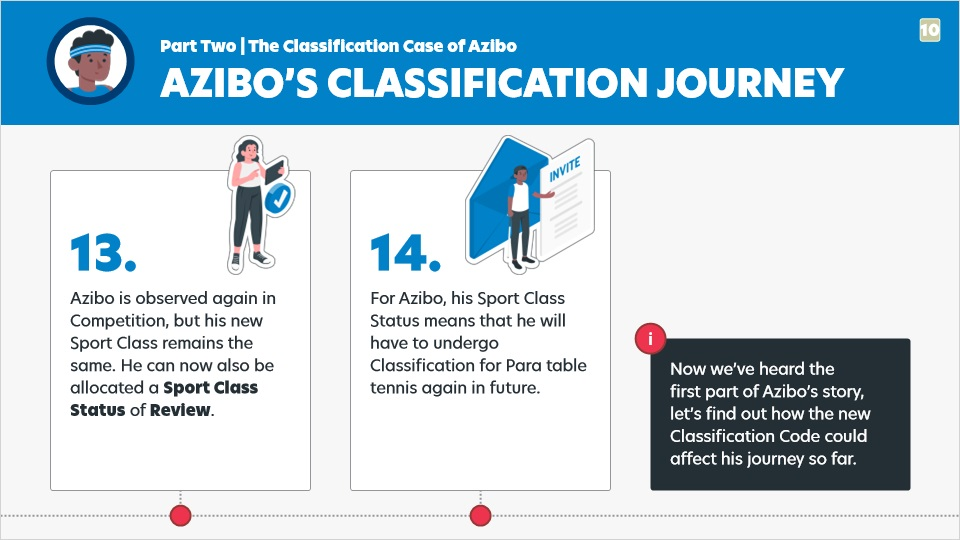 10
Part Two | The Classification Case of Azibo
AZIBO'S CLASSIFICATION JOURNEY
13.
Azibo is observed again in
Competition, but his new
Sport Class remains the
same. He can now also be
allocated a Sport Class
Status of Review.
INVITE
14.
For Azibo, his Sport Class
Status means that he will
have to undergo
Classification for Para table
tennis again in future.
i
Now we've heard the
first part of Azibo's story,
let's find out how the new
Classification Code could
affect his journey so far.